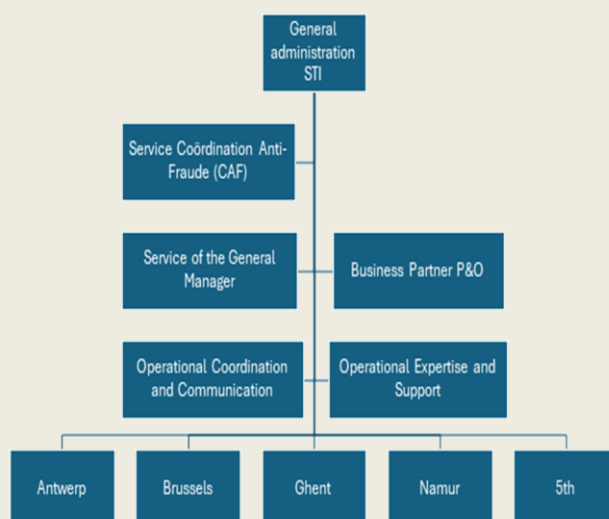 General
administration
STI
Service Coördination Anti-
Fraude (CAF)
Service of the General
Manager
Business Partner P&O
Operational Coordination
and Communication
Operational Expertise and
Support
Antwerp
Brussels
Ghent
Namur
5th